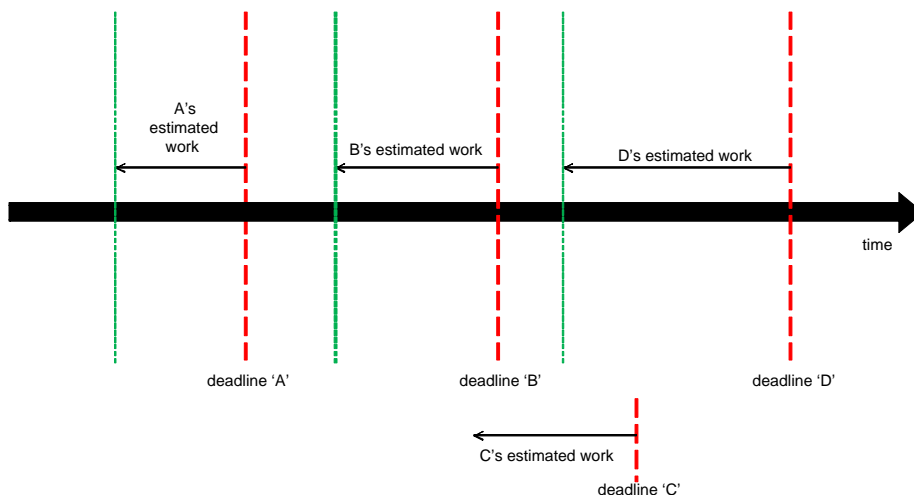 A's
estimated
work
B's estimated work
D's estimated work
time
deadline 'A'
deadline 'B'
deadline 'D'
C's estimated work
deadline 'C'